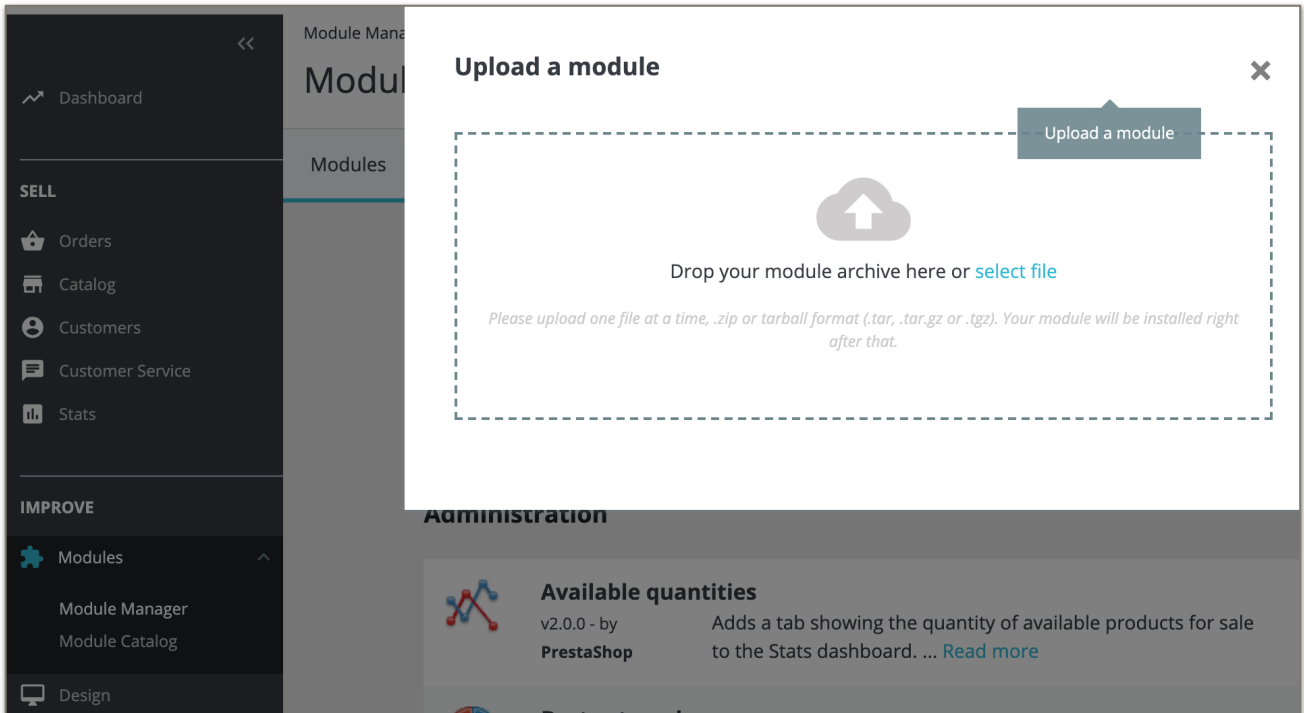 Dashboard
SELL
Orders
Catalog
Customers
Customer Service
Stats
IMPROVE
Modules
Module Manager
Module Catalog
Design
Module Mana
Modul
Modules
Upload a module
Upload a module
Drop your module archive here or select file
Please upload one file at a time, .zip or tarball format (.tar, .tar.gz or .tgz). Your module will be installed right
after that.
Administration
Available quantities
v2.0.0 - by
PrestaShop
Adds a tab showing the quantity of available products for sale
to the Stats dashboard. ... Read more